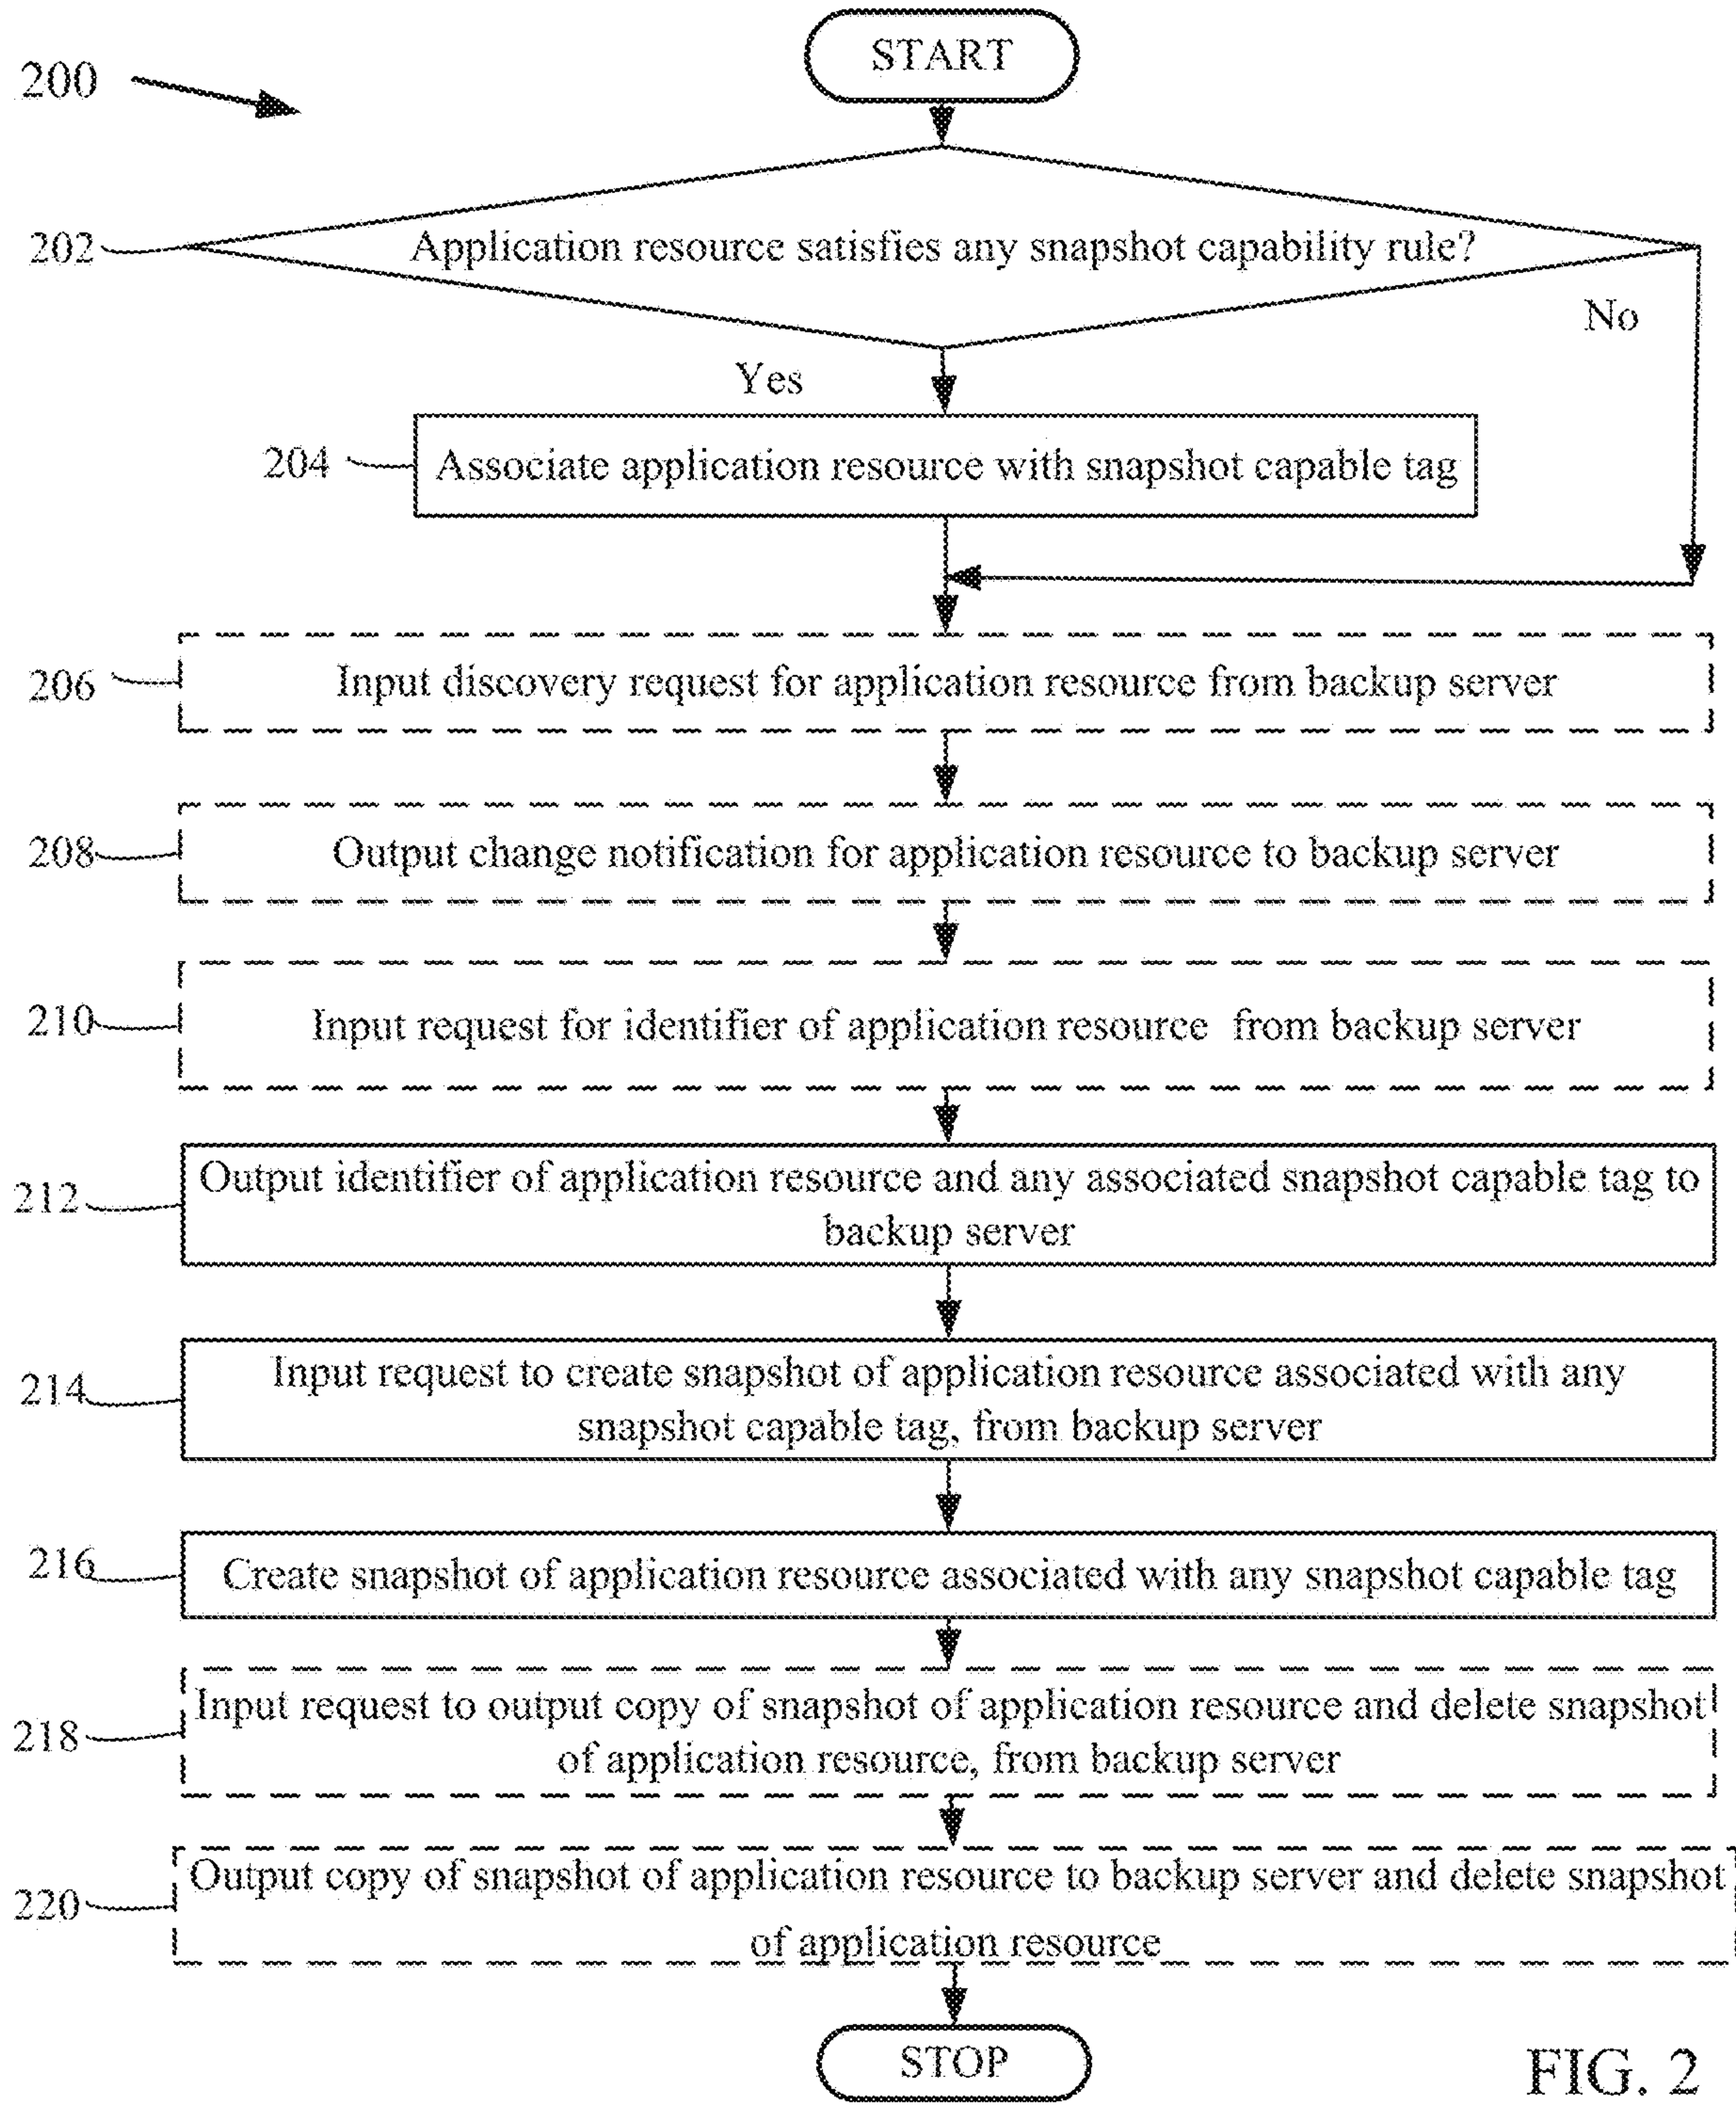 START
200
202
Application resource satisfies any snapshot capability rule?
No
Yes
204
Associate application resource with snapshot capable tag
206
Input discovery request for application resource from backup server
208
Output change notification for application resource to backup server
210
Input request for identifier of application resource from backup server
212
Output identifier of application resource and any associated snapshot capable tag to
backup server
214
Input request to create snapshot of application resource associated with any
snapshot capable tag, from backup server
216
Create snapshot of application resource associated with any snapshot capable tag
218
Input request to output copy of snapshot of application resource and delete snapshot
of application resource, from backup server
220
Output copy of snapshot of application resource to backup server and delete snapshot
of application resource
STOP
FIG. 2